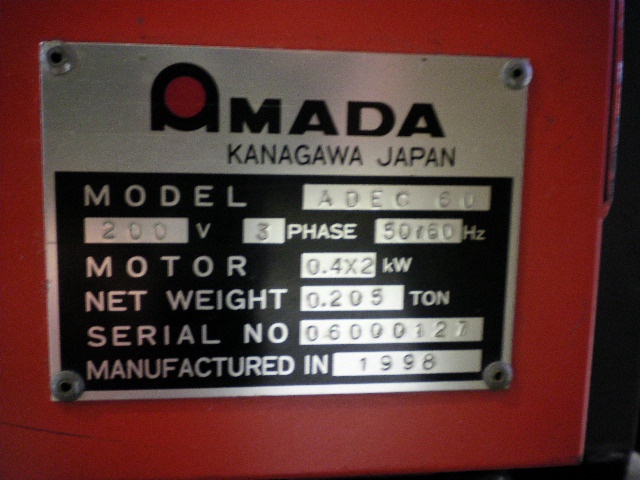 AMADA
KANAGAWA JAPAN
MODEL ADEC 60
200 V 3 PHASE 50/60 Hz
MOTOR 0.4X2 kW
NET WEIGHT 0.205 TON
SERIAL NO 06000127
MANUFACTURED IN 1998